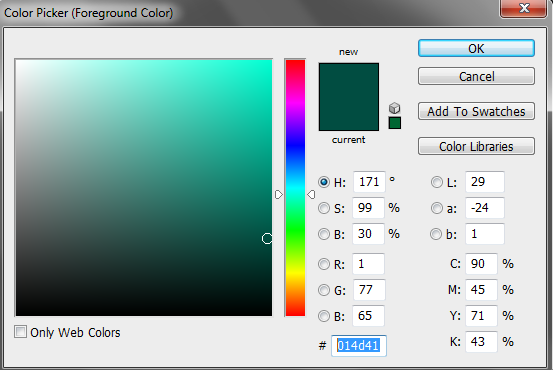 Color Picker (Foreground Color)
new
current
OK
Cancel
Add To Swatches
Color Libraries
H: 171 °
S: 99 %
B: 30 %
R: 1
G: 77
B: 65
# 014d41
L: 29
a: -24
b: 1
C: 90 %
M: 45 %
Y: 71 %
K: 43 %
Only Web Colors